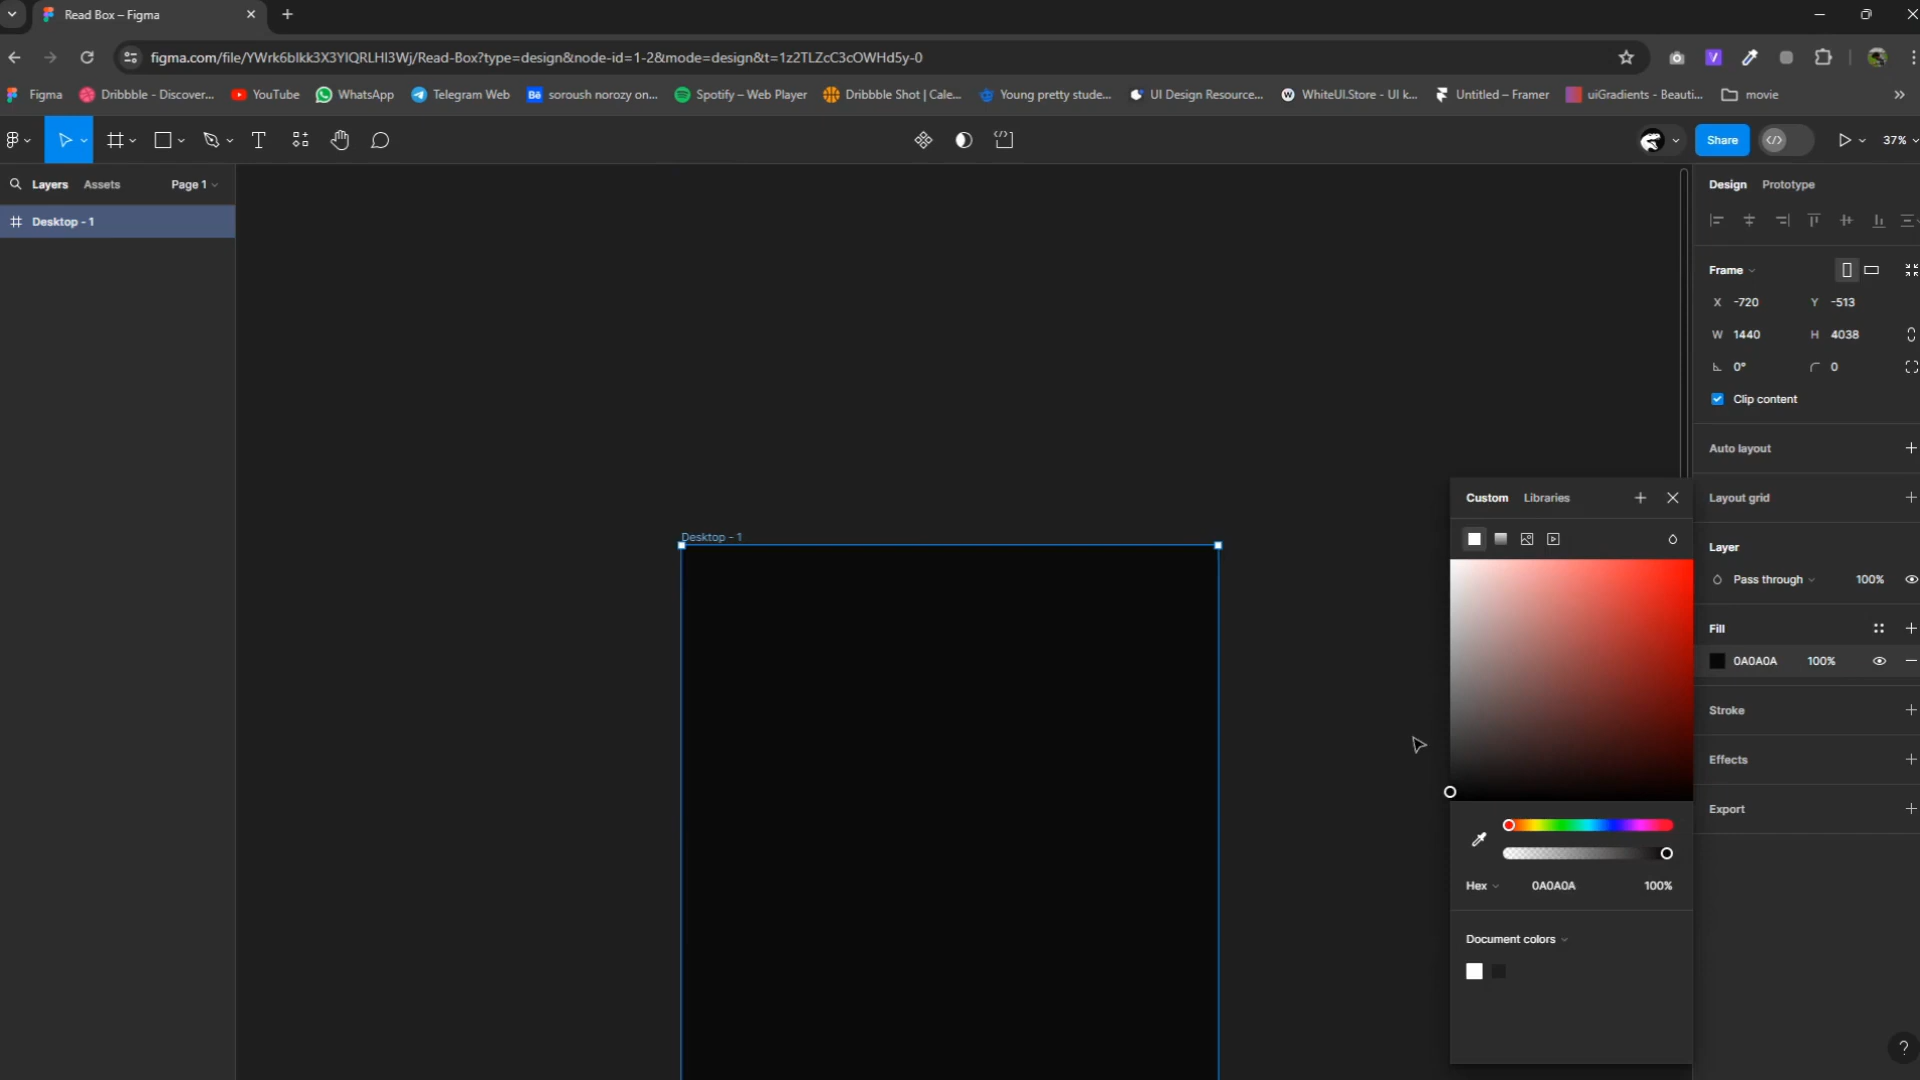 Read Box – Figma
figma.com/file/YWrk6blkk3X3YlQRLHI3Wj/Read-Box?type=design&node-id=1-2&mode=design&t=1z2TLZcC3cOWHd5y-0
Figma
Dribbble - Discover...
YouTube
WhatsApp
Telegram Web
Bē
soroush norozy on...
Spotify – Web Player
Dribbble Shot | Cale...
Young pretty stude...
UI Design Resource...
WhiteUI.Store - UI k...
Untitled – Framer
uiGradients - Beauti...
movie
»
Share
37%
Layers
Assets
Page 1
Design
Prototype
Desktop - 1
Frame
X -720
Y -513
W 1440
H 4038
0°
0
Clip content
Auto layout
Layout grid
Custom
Libraries
Desktop - 1
Layer
Pass through
100%
Fill
0A0A0A
100%
Stroke
Effects
Export
Hex
0A0A0A
100%
Document colors
?